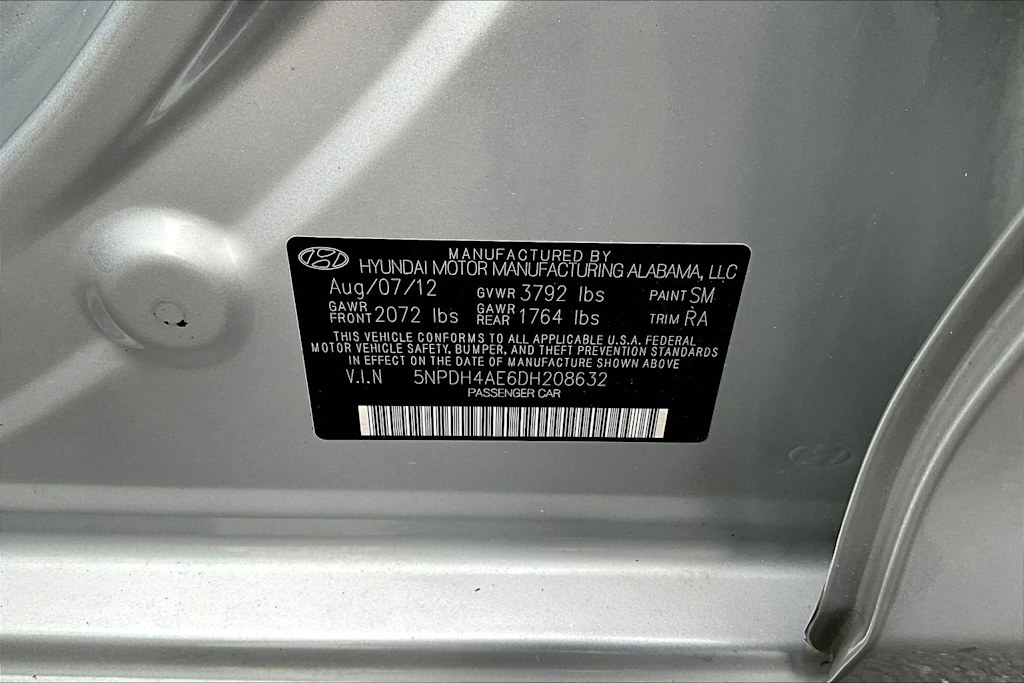 MANUFACTURED BY
HYUNDAI MOTOR MANUFACTURING ALABAMA, LLC
Aug/07/12 GVWR 3792 lbs PAINT SM
GAWR FRONT 2072 lbs GAWR REAR 1764 lbs TRIM RA
THIS VEHICLE CONFORMS TO ALL APPLICABLE U.S.A. FEDERAL
MOTOR VEHICLE SAFETY, BUMPER, AND THEFT PREVENTION STANDARDS
IN EFFECT ON THE DATE OF MANUFACTURE SHOWN ABOVE
V.I.N 5NPDH4AE6DH208632
PASSENGER CAR